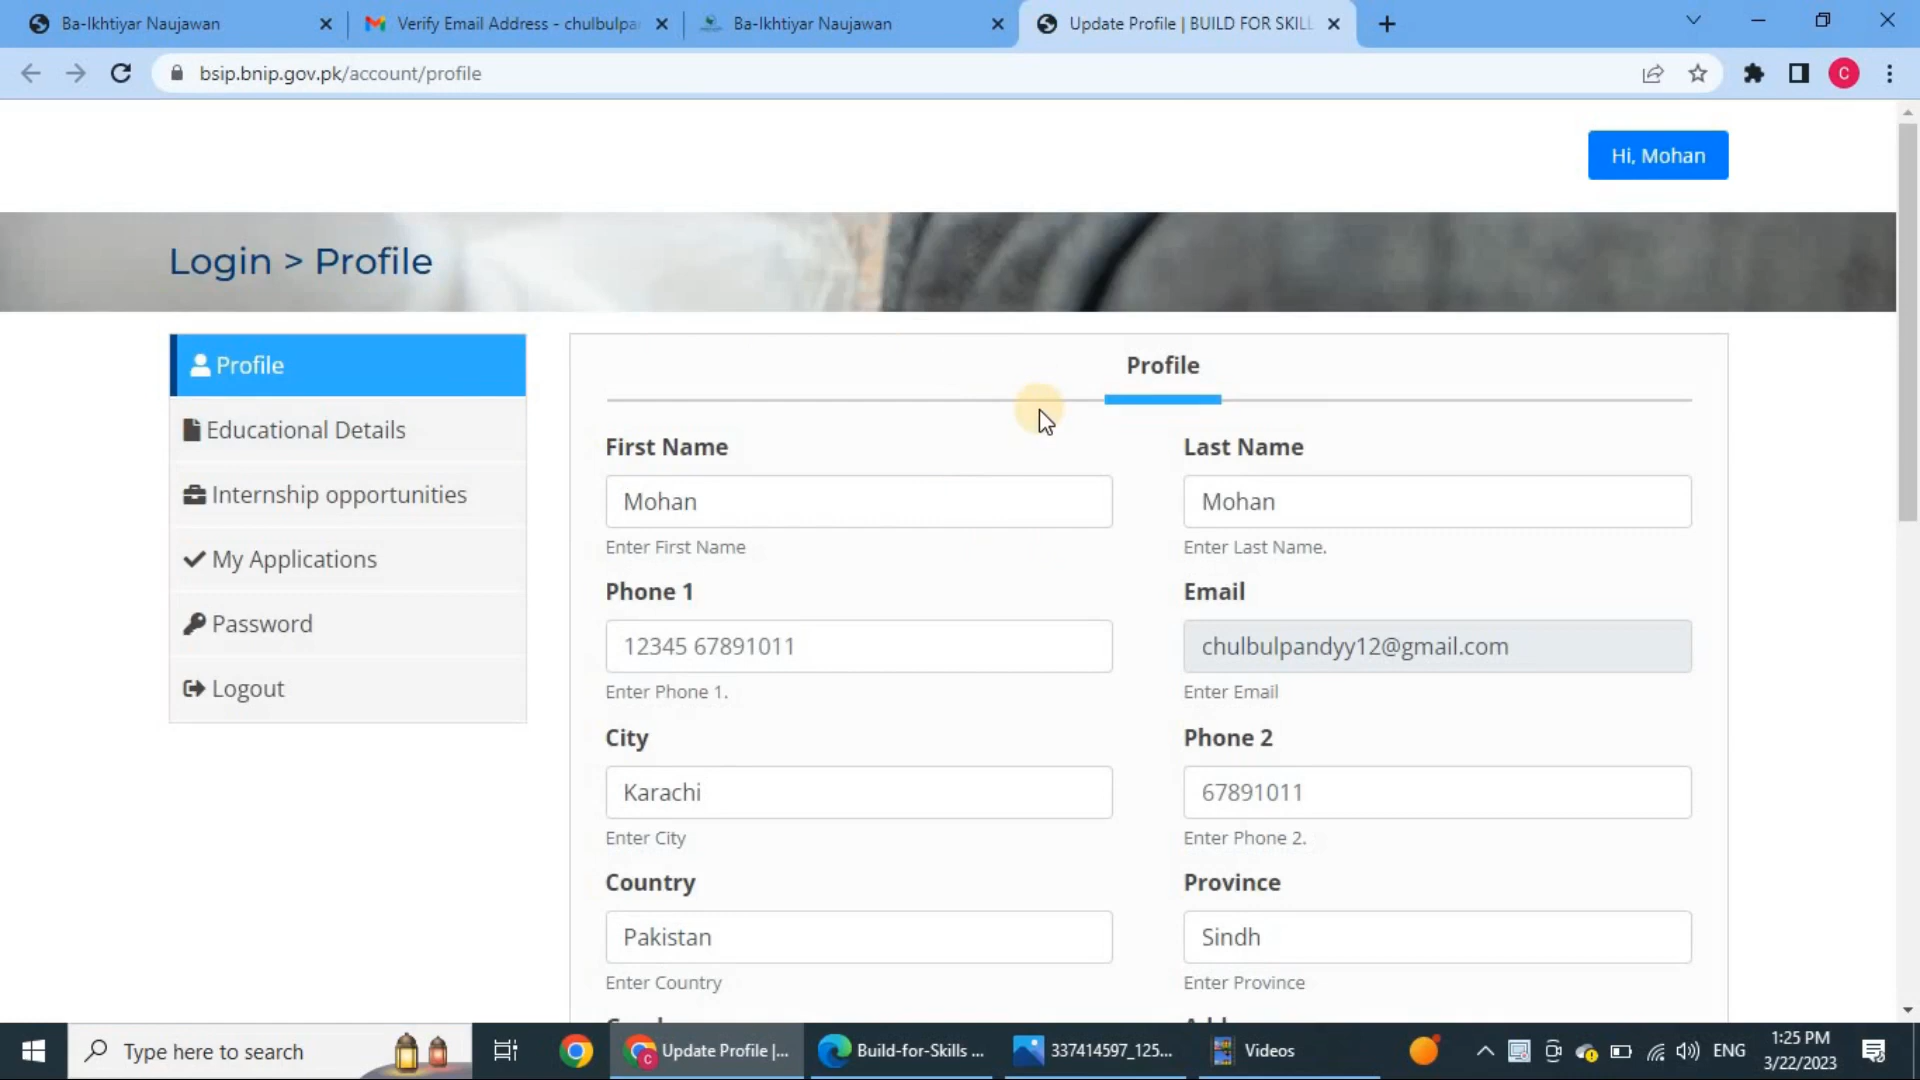 Ba-Ikhtiyar Naujawan
Verify Email Address - chulbulpa
Ba-Ikhtiyar Naujawan
Update Profile | BUILD FOR SKILL
bsip.bnip.gov.pk/account/profile
C
Hi, Mohan
Login > Profile
Profile
Educational Details
Internship opportunities
My Applications
Password
Logout
Profile
First Name
Last Name
Mohan
Mohan
Enter First Name
Enter Last Name.
Phone 1
Email
12345 67891011
chulbulpandyy12@gmail.com
Enter Phone 1.
Enter Email
City
Phone 2
Karachi
67891011
Enter City
Enter Phone 2.
Country
Province
Pakistan
Sindh
Enter Country
Enter Province
Type here to search
C
Update Profile |...
Build-for-Skills ...
337414597_125...
Videos
ENG
1:25 PM
3/22/2023